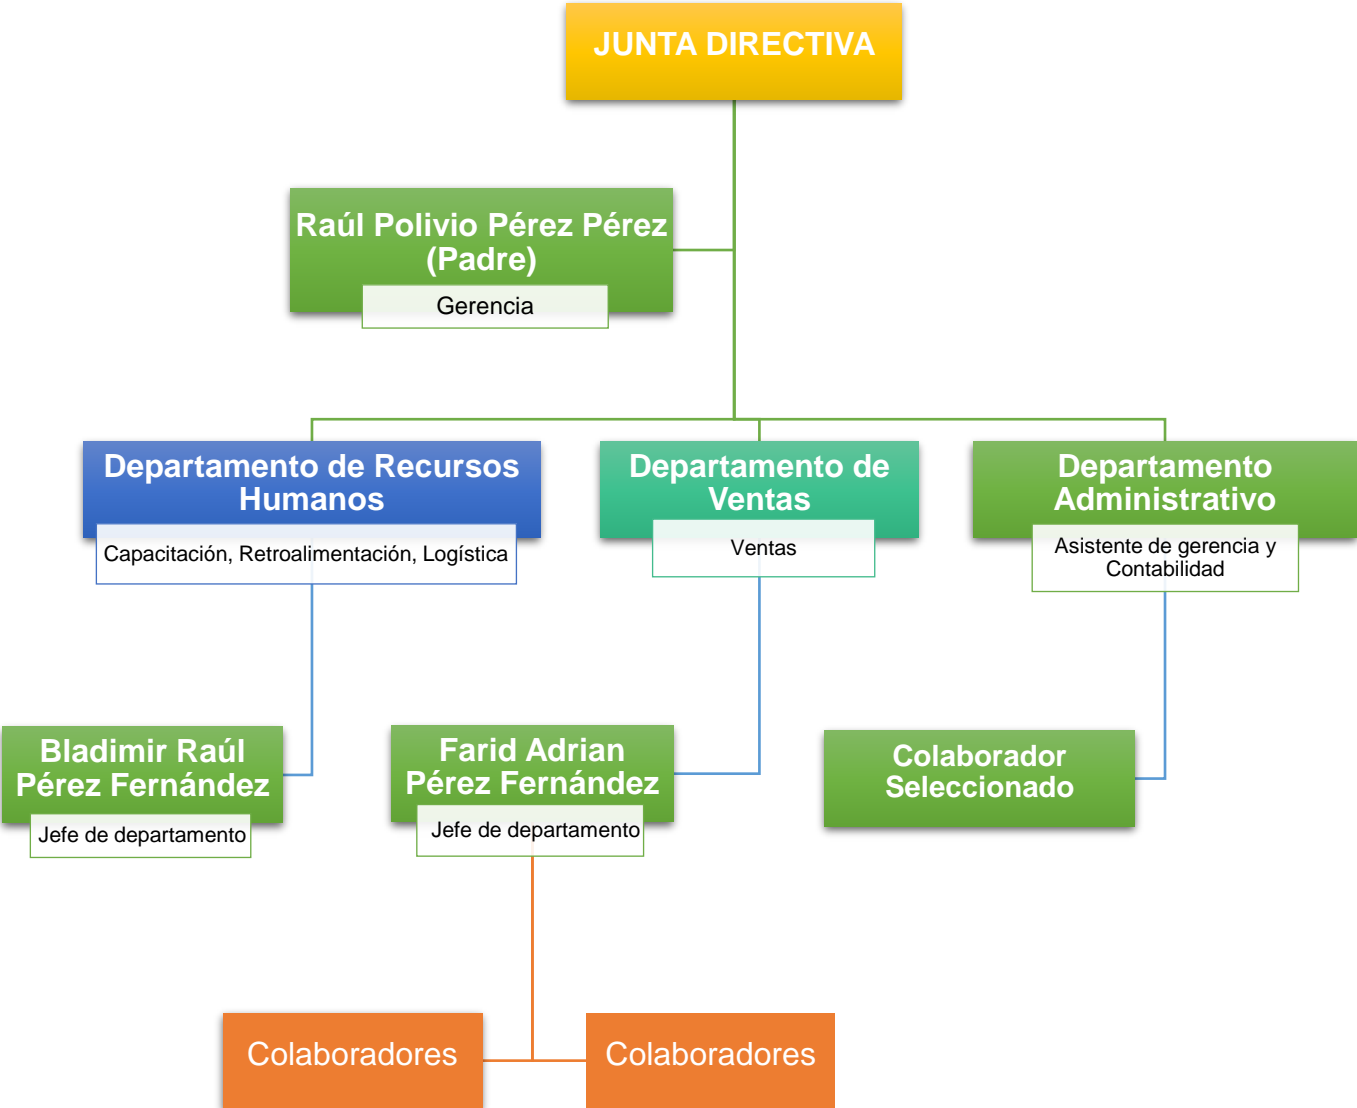 JUNTA DIRECTIVA
Raúl Polivio Pérez Pérez
(Padre)
Gerencia
Departamento de Recursos
Humanos
Capacitación, Retroalimentación, Logística
Departamento de
Ventas
Ventas
Departamento
Administrativo
Asistente de gerencia y
Contabilidad
Bladimir Raúl
Pérez Fernández
Jefe de departamento
Farid Adrian
Pérez Fernández
Jefe de departamento
Colaborador
Seleccionado
Colaboradores
Colaboradores